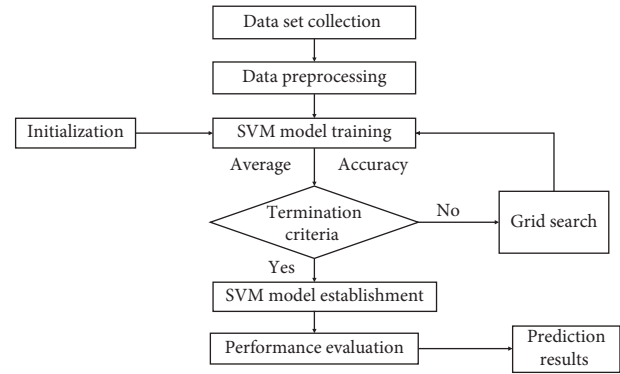 Data set collection
Data preprocessing
Initialization
SVM model training
Average
Accuracy
Termination
criteria
No
Grid search
Yes
SVM model establishment
Performance evaluation
Prediction
results